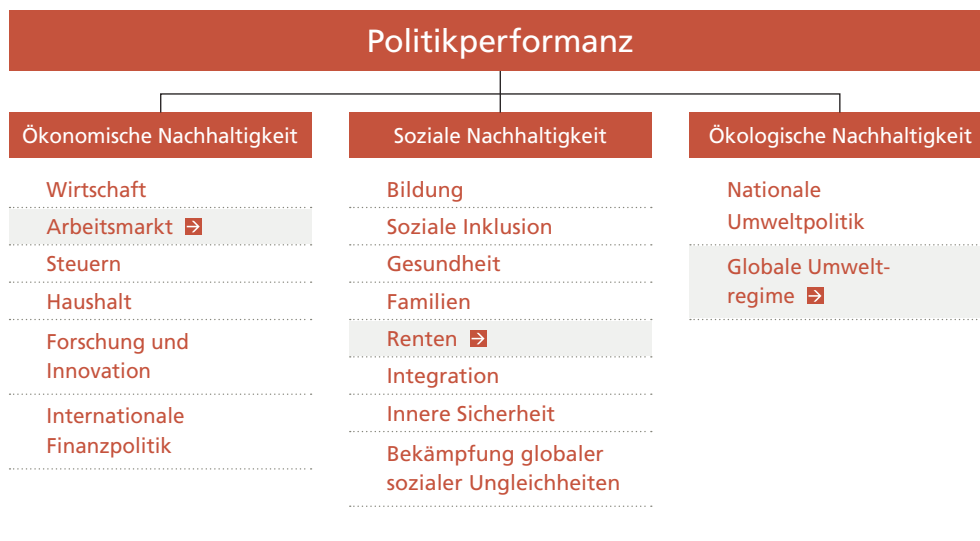 Politikperformanz
Ökonomische Nachhaltigkeit
Wirtschaft
Arbeitsmarkt
Steuern
Haushalt
Forschung und
Innovation
Internationale
Finanzpolitik
Soziale Nachhaltigkeit
Bildung
Soziale Inklusion
Gesundheit
Familien
Renten
Integration
Innere Sicherheit
Bekämpfung globaler
sozialer Ungleichheiten
Ökologische Nachhaltigkeit
Nationale
Umweltpolitik
Globale Umwelt-
regime